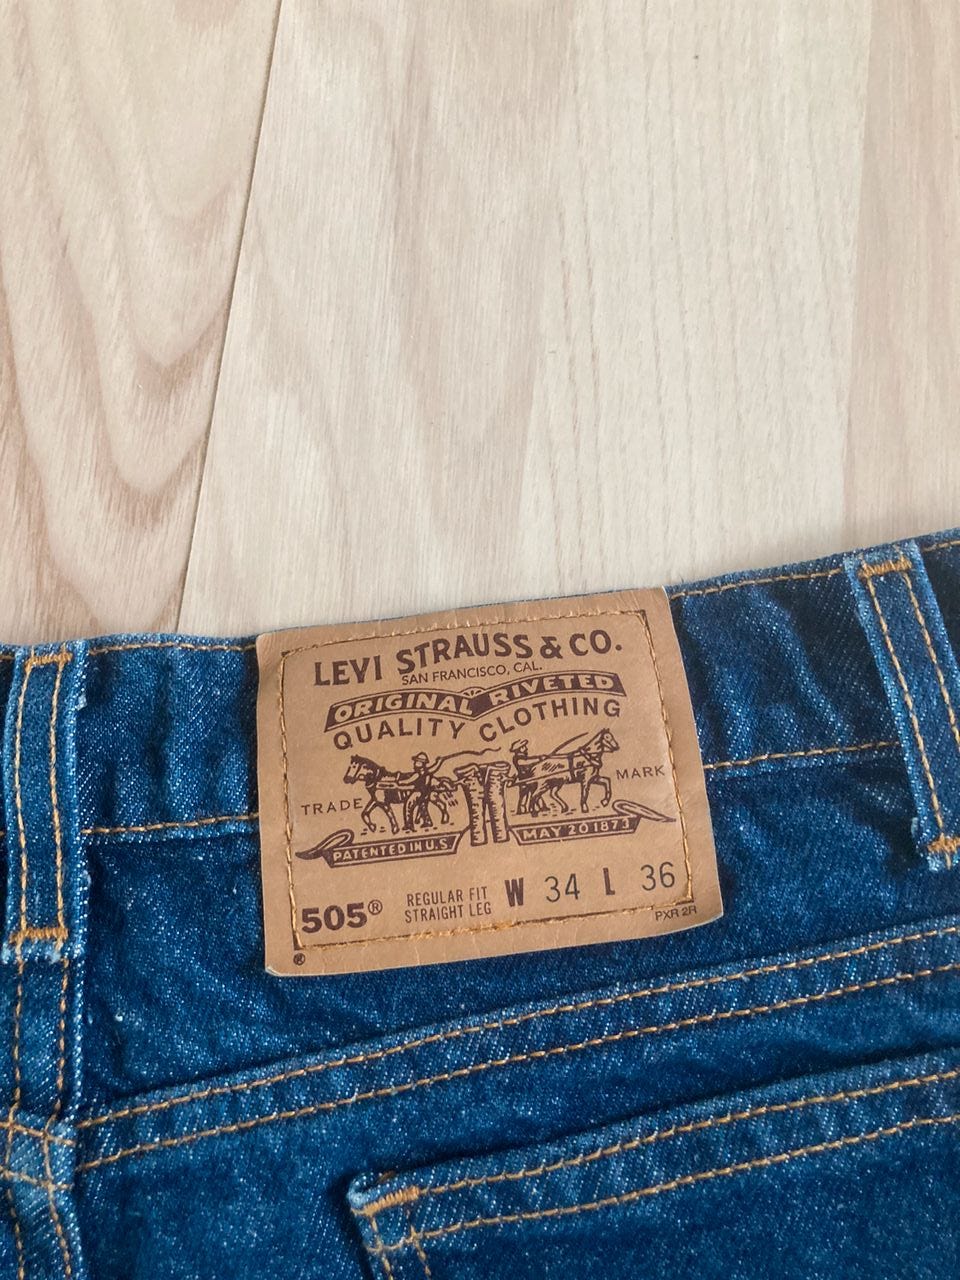 LEVI STRAUSS & CO.
SAN FRANCISCO, CAL.
ORIGINAL RIVETED
QUALITY CLOTHING
TRADE MARK
PATENTED IN U.S MAY 20 1873
505® REGULAR FIT W 34 L 36
STRAIGHT LEG
PXR 2R
®